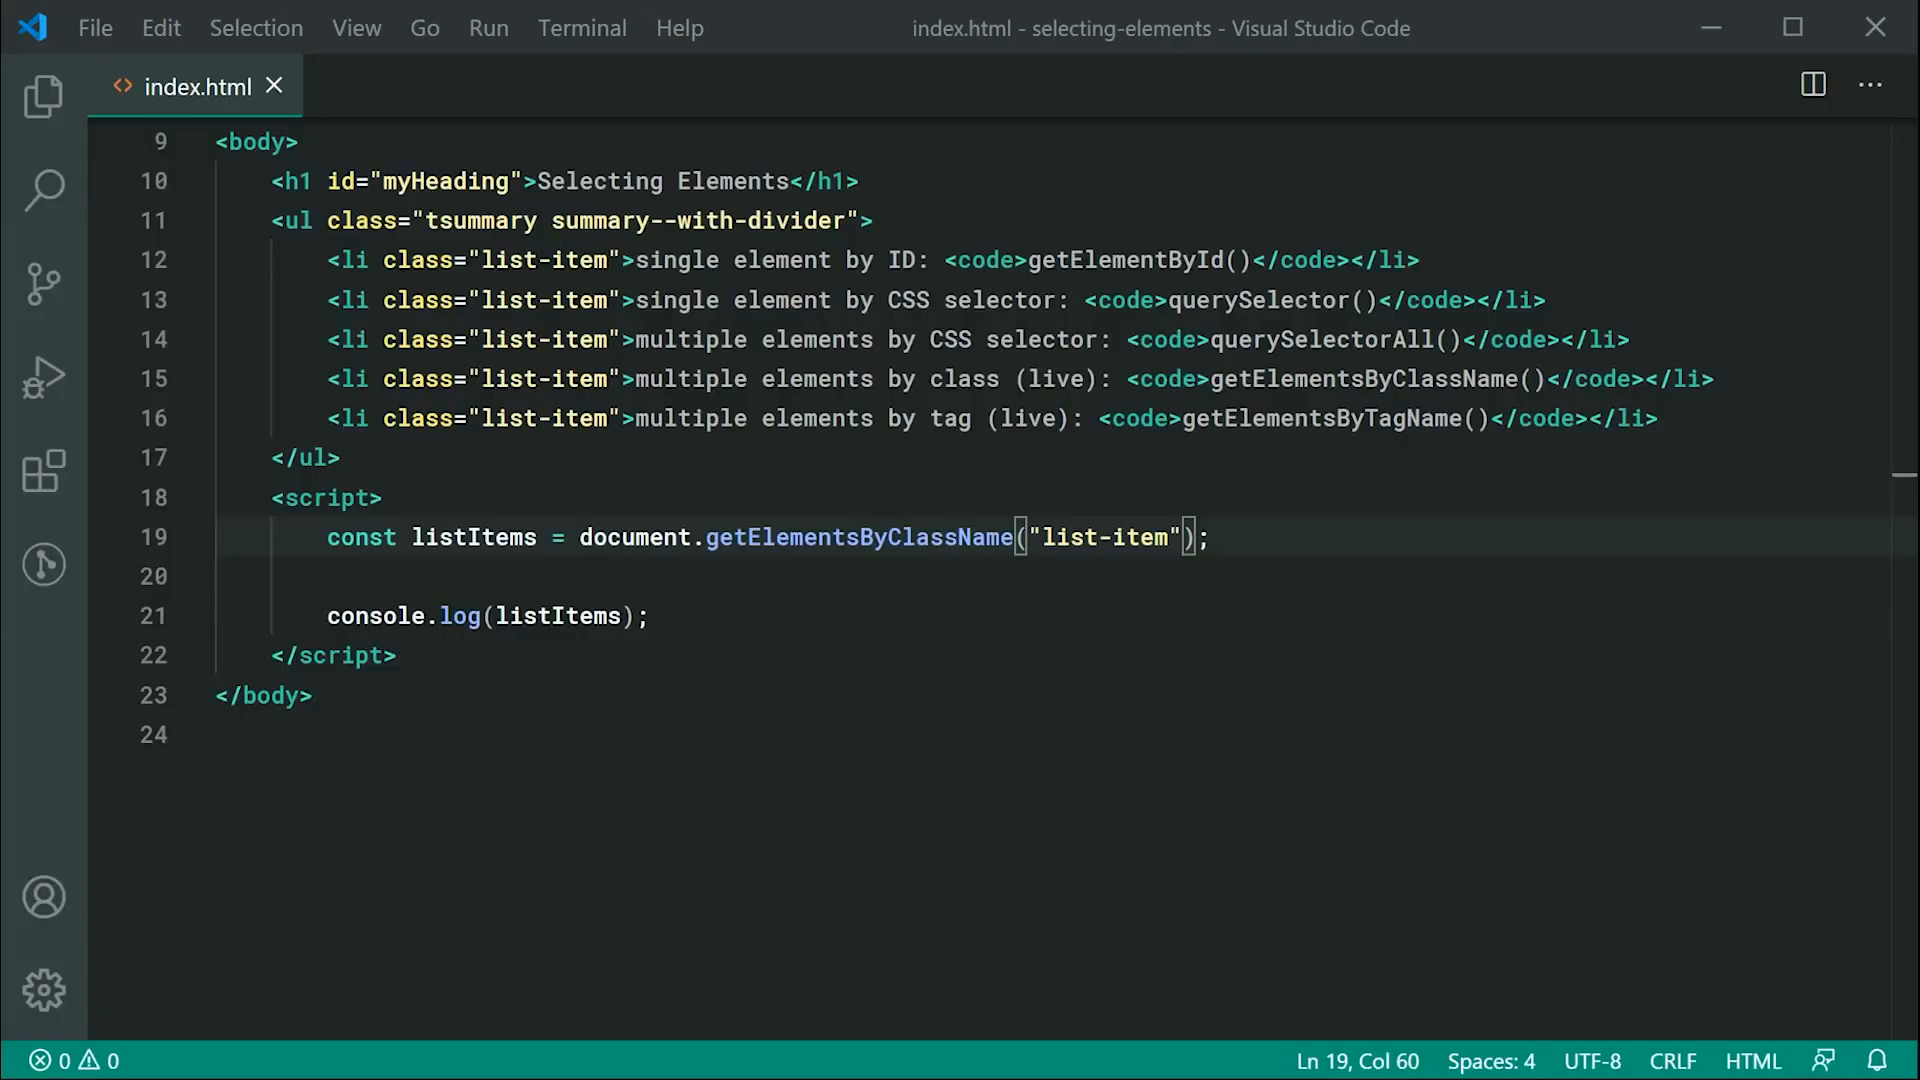 File Edit Selection View Go Run Terminal Help index.html - selecting-elements - Visual Studio Code
<> index.html
9 <body>
10 <h1 id="myHeading">Selecting Elements</h1>
11 <ul class="tsummary summary--with-divider">
12 <li class="list-item">single element by ID: <code>getElementById()</code></li>
13 <li class="list-item">single element by CSS selector: <code>querySelector()</code></li>
14 <li class="list-item">multiple elements by CSS selector: <code>querySelectorAll()</code></li>
15 <li class="list-item">multiple elements by class (live): <code>getElementsByClassName()</code></li>
16 <li class="list-item">multiple elements by tag (live): <code>getElementsByTagName()</code></li>
17 </ul>
18 <script>
19 const listItems = document.getElementsByClassName("list-item");
20
21 console.log(listItems);
22 </script>
23 </body>
24
0 0 Ln 19, Col 60 Spaces: 4 UTF-8 CRLF HTML